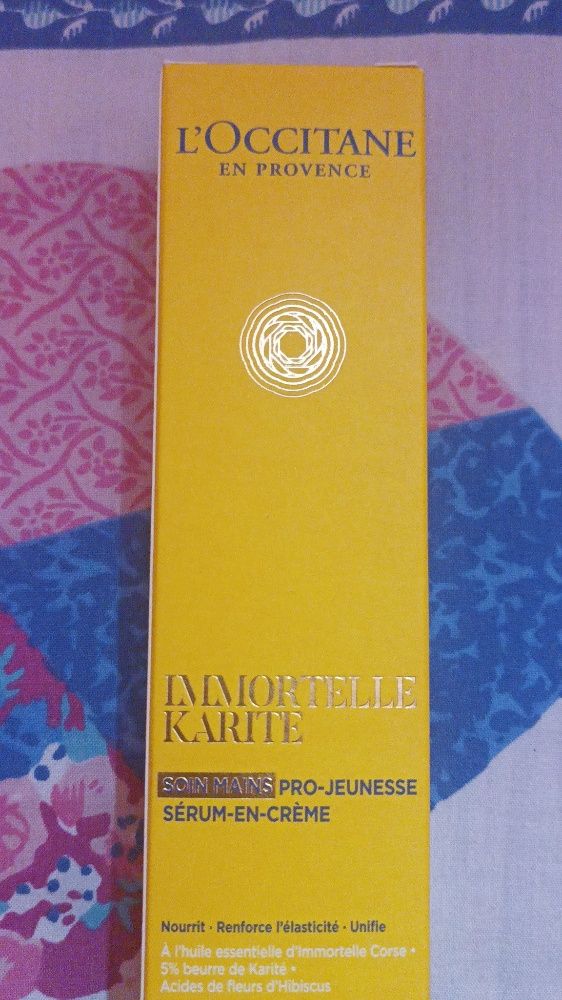 L'OCCITANE
EN PROVENCE
IMMORTELLE
KARITE
SOIN MAINS PRO-JEUNESSE
SÉRUM-EN-CRÈME
Nourrit · Renforce l'élasticité · Unifie
À l'huile essentielle d'Immortelle Corse •
5% beurre de Karité •
Acides de fleurs d'Hibiscus